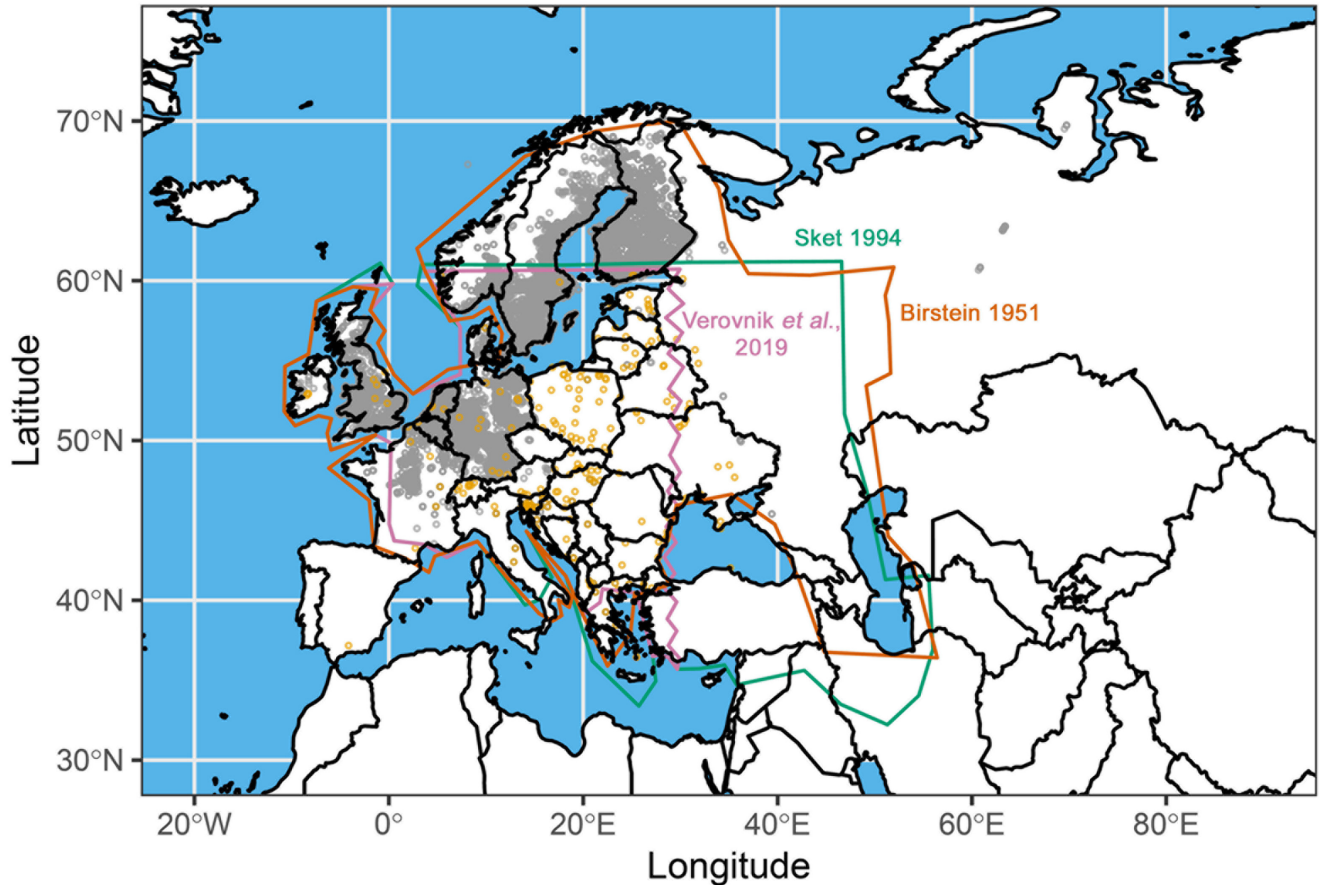 70°N
60°N
50°N
40°N
30°N
Latitude
Sket 1994
Birstein 1951
Verovnik et al.,
2019
20°W 0° 20°E 40°E 60°E 80°E
Longitude